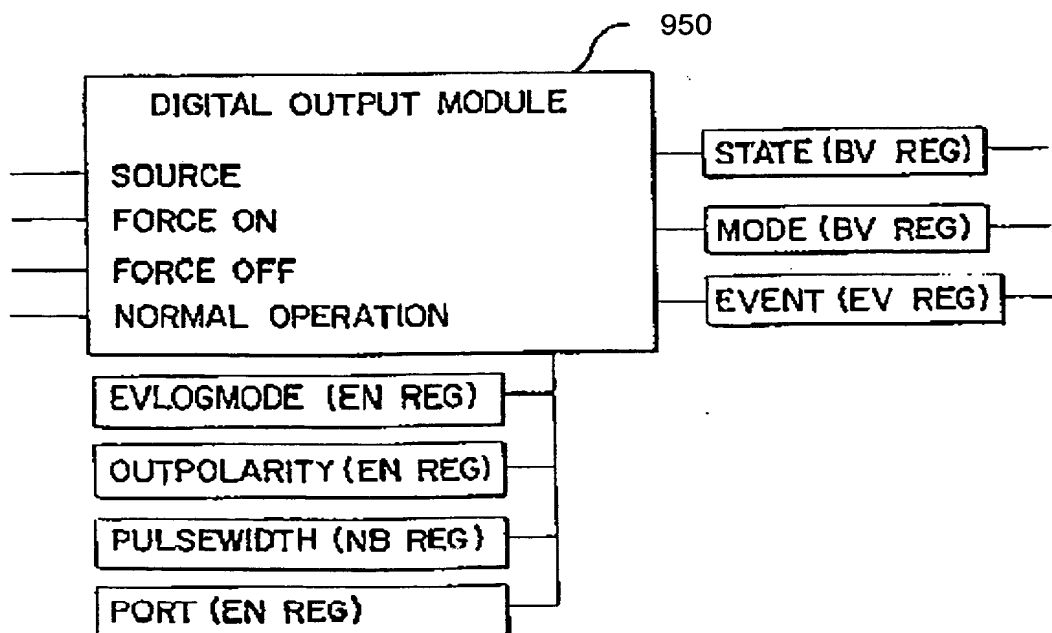 950
DIGITAL OUTPUT MODULE
SOURCE
FORCE ON
FORCE OFF
NORMAL OPERATION
STATE (BV REG)
MODE (BV REG)
EVENT (EV REG)
EVLOGMODE (EN REG)
OUTPOLARITY (EN REG)
PULSEWIDTH (NB REG)
PORT (EN REG)